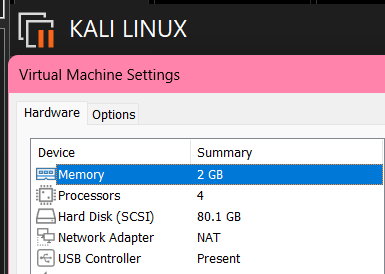 KALI LINUX
Virtual Machine Settings
Hardware Options
Device Summary
Memory 2 GB
Processors 4
Hard Disk (SCSI) 80.1 GB
Network Adapter NAT
USB Controller Present